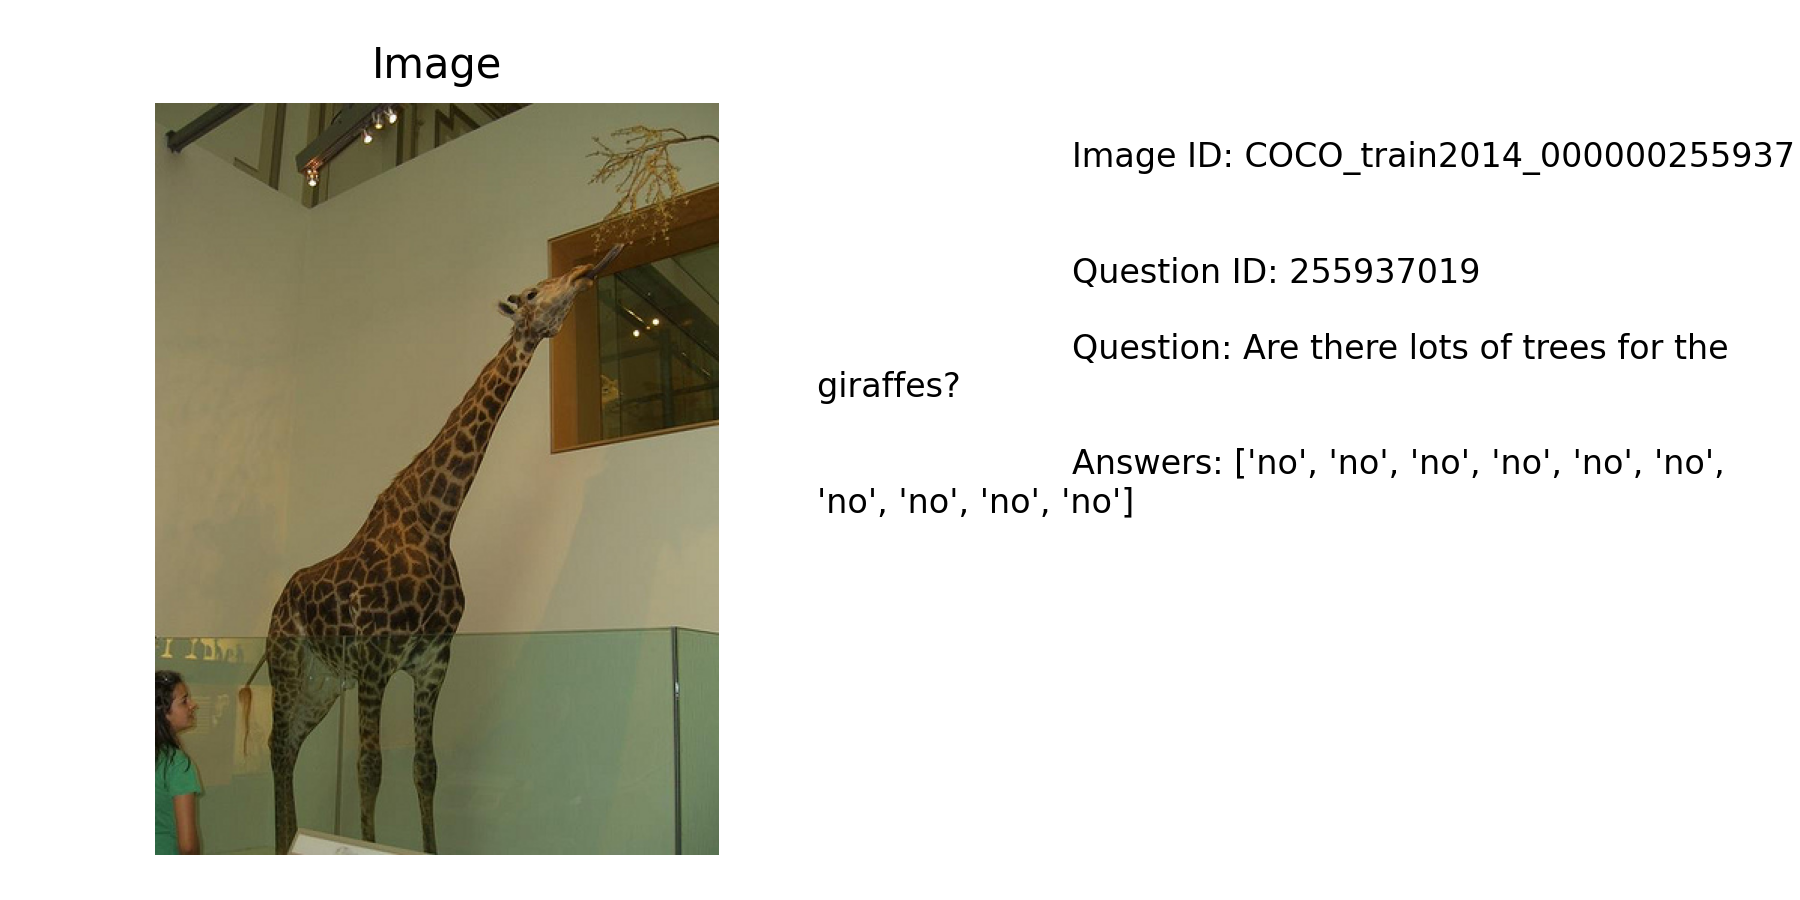 Image
Image ID: COCO_train2014_000000255937
Question ID: 255937019
Question: Are there lots of trees for the
giraffes?
Answers: ['no', 'no', 'no', 'no', 'no', 'no',
'no', 'no', 'no', 'no']